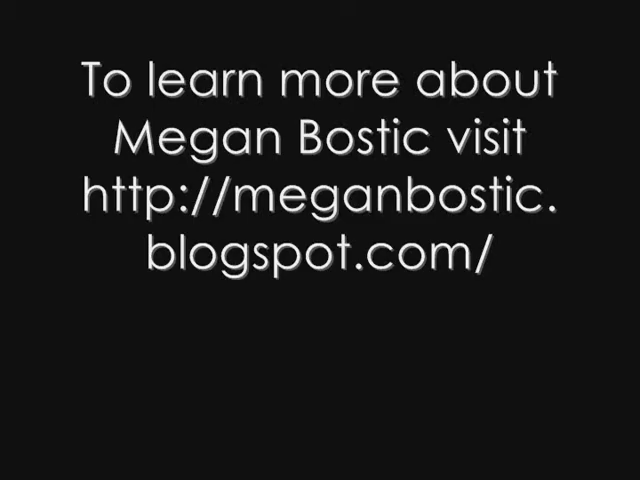 To learn more about
Megan Bostic visit
http://meganbostic.
blogspot.com/